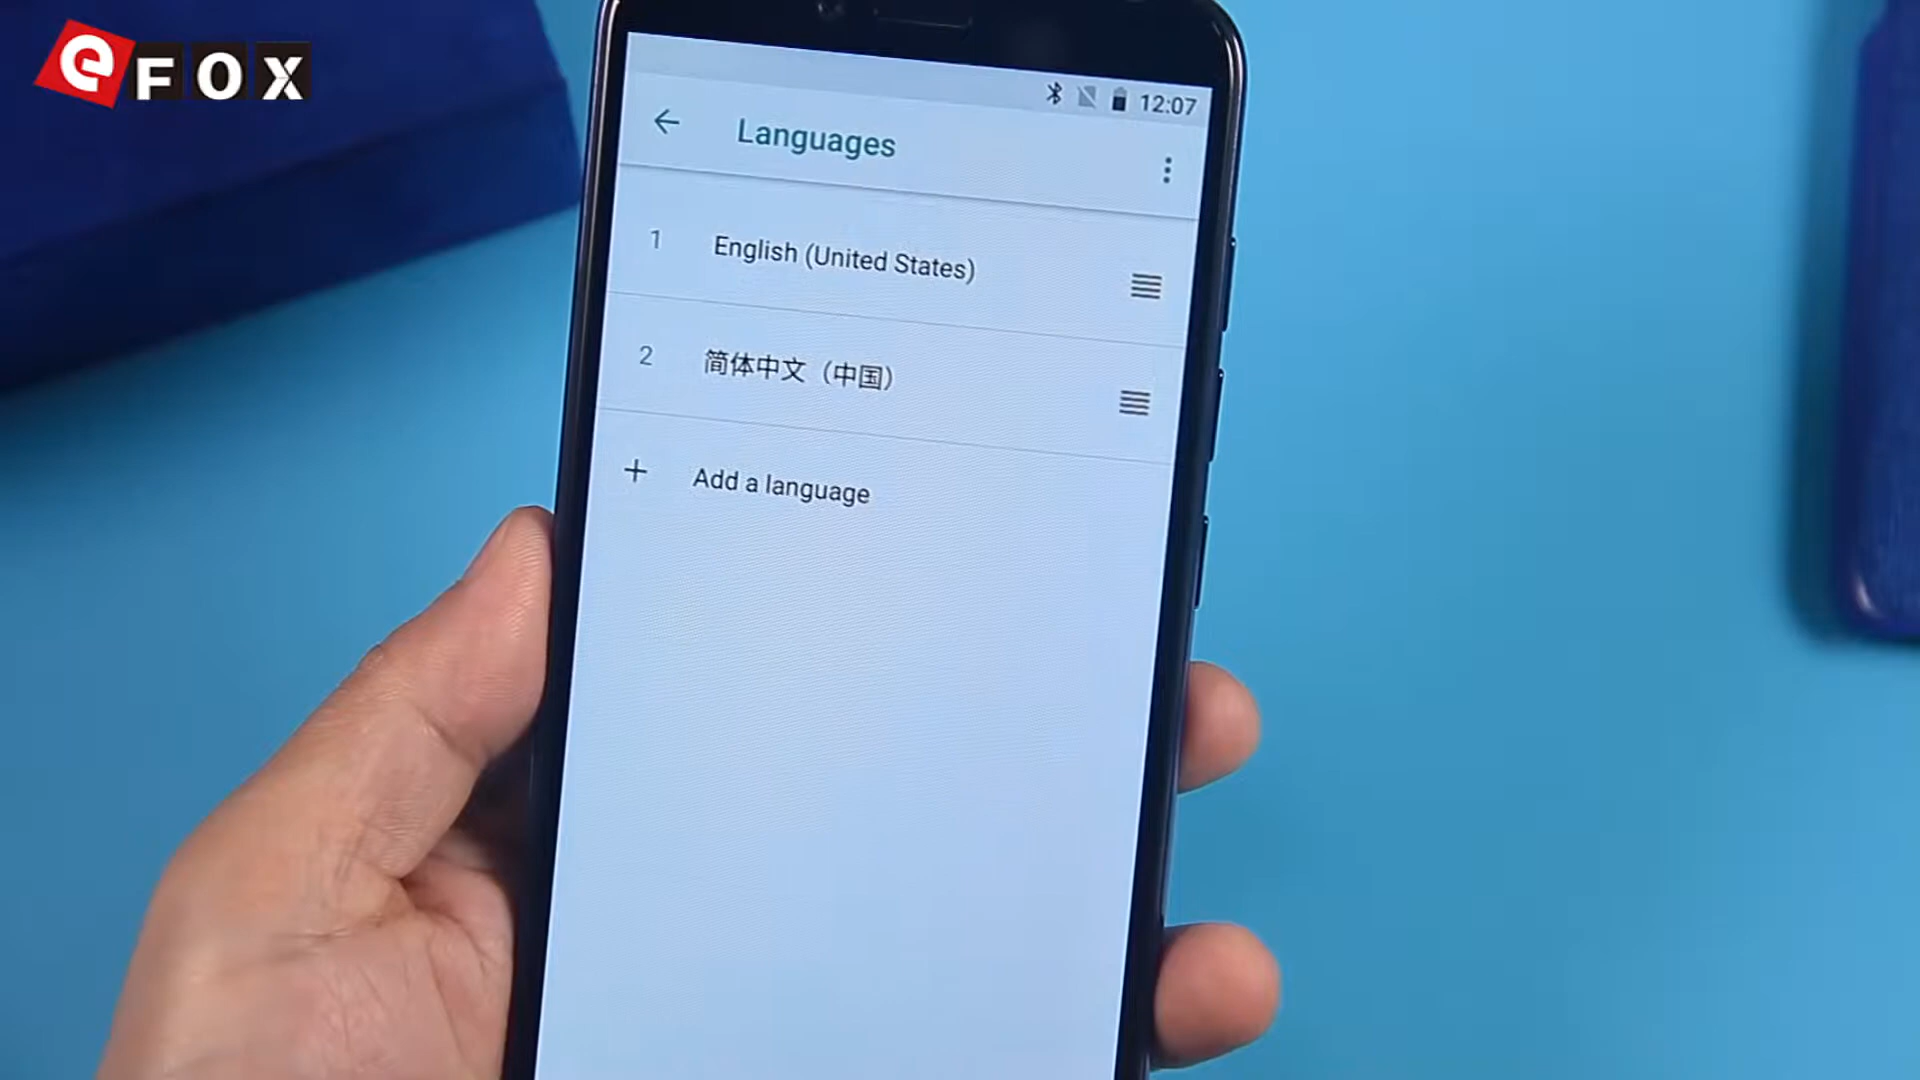 eFOX
12:07
Languages
1 English (United States)
2 简体中文（中国）
+ Add a language